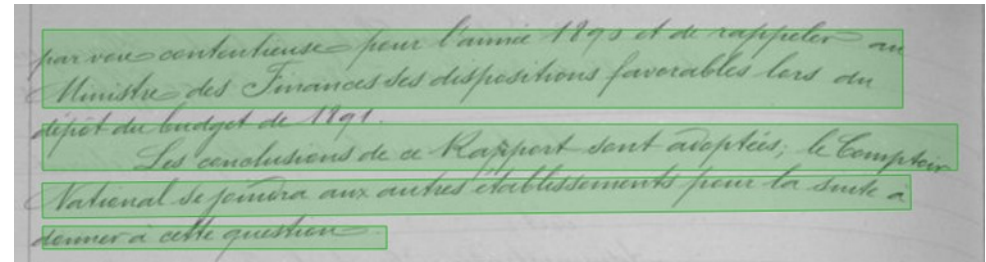 par voie contentieuse pour l'année 1890 et de rappeler au
Ministre des Finances ses dispositions favorables lors du
dépôt du budget de 1891.
Les conclusions de ce Rapport sont adoptées; le Comptoir
National se joindra aux autres établissements pour la suite à
donner à cette question.